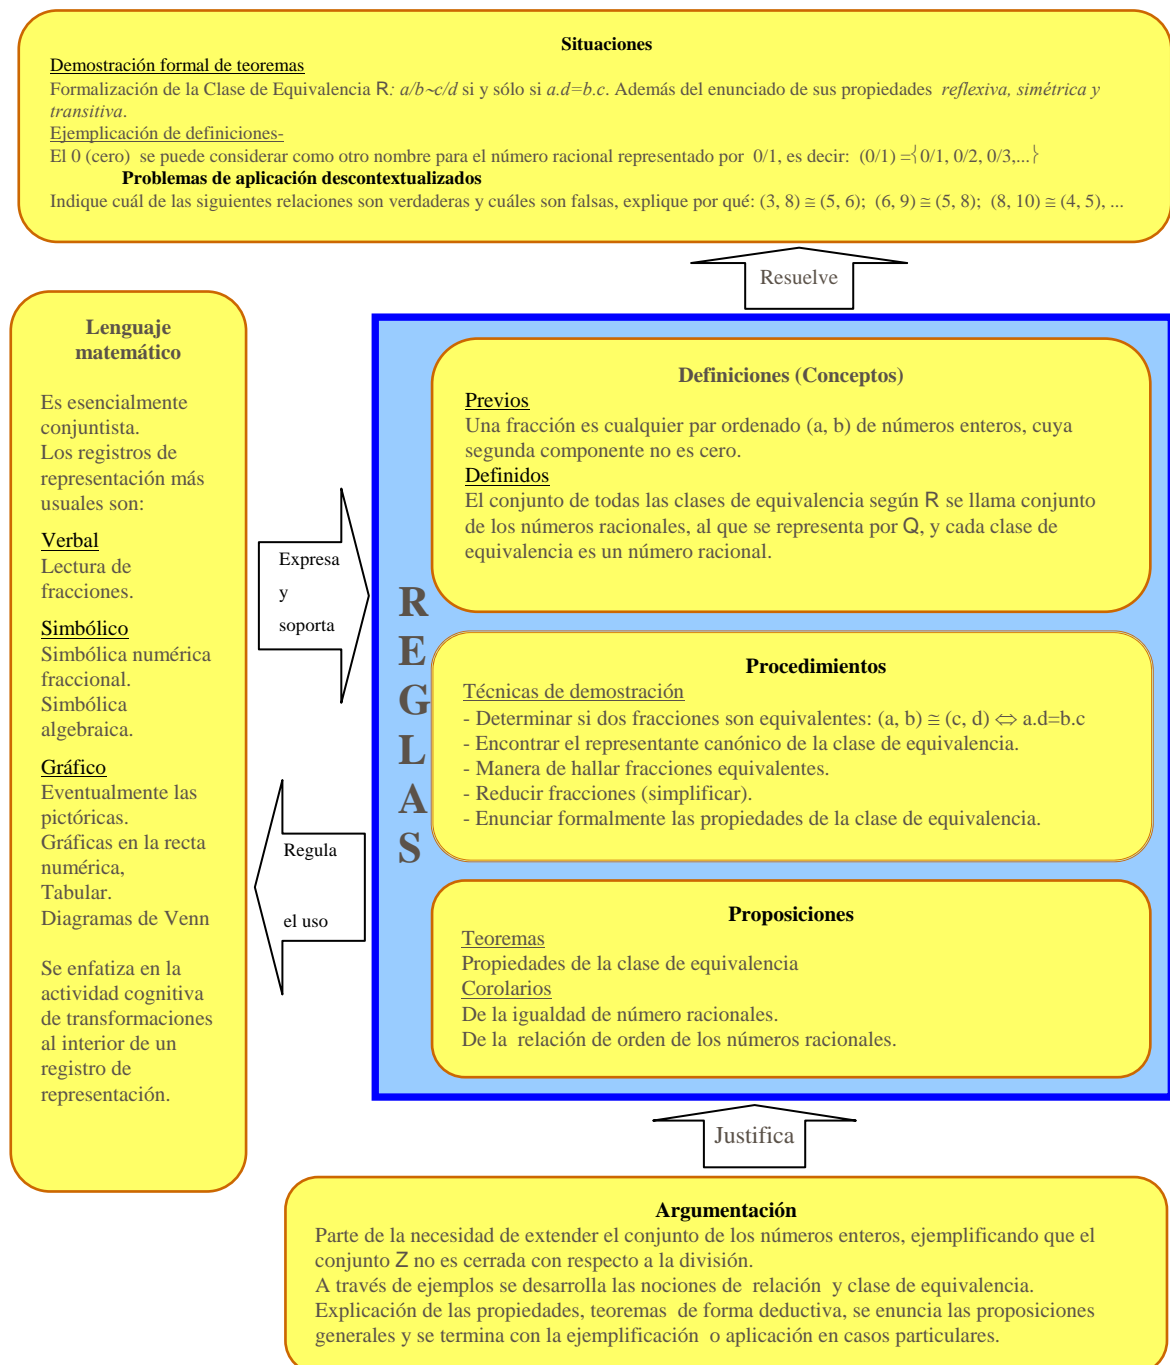 Situaciones
Demostración formal de teoremas
Formalización de la Clase de Equivalencia R: a/b~c/d si y sólo si a.d=b.c. Además del enunciado de sus propiedades reflexiva, simétrica y
transitiva.
Ejemplicación de definiciones-
El 0 (cero) se puede considerar como otro nombre para el número racional representado por 0/1, es decir: (0/1) ={0/1, 0/2, 0/3,...}
Problemas de aplicación descontextualizados
Indique cuál de las siguientes relaciones son verdaderas y cuáles son falsas, explique por qué: (3, 8) ≅ (5, 6); (6, 9) ≅ (5, 8); (8, 10) ≅ (4, 5), ...
Resuelve
Lenguaje
matemático
Es esencialmente
conjuntista.
Los registros de
representación más
usuales son:
Verbal
Lectura de
fracciones.
Simbólico
Simbólica numérica
fraccional.
Simbólica
algebraica.
Gráfico
Eventualmente las
pictóricas.
Gráficas en la recta
numérica,
Tabular.
Diagramas de Venn
Se enfatiza en la
actividad cognitiva
de transformaciones
al interior de un
registro de
representación.
Expresa
y
soporta
Regula
el uso
R
E
G
L
A
S
Definiciones (Conceptos)
Previos
Una fracción es cualquier par ordenado (a, b) de números enteros, cuya
segunda componente no es cero.
Definidos
El conjunto de todas las clases de equivalencia según R se llama conjunto
de los números racionales, al que se representa por Q, y cada clase de
equivalencia es un número racional.
Procedimientos
Técnicas de demostración
- Determinar si dos fracciones son equivalentes: (a, b) ≅ (c, d) ⇔ a.d=b.c
- Encontrar el representante canónico de la clase de equivalencia.
- Manera de hallar fracciones equivalentes.
- Reducir fracciones (simplificar).
- Enunciar formalmente las propiedades de la clase de equivalencia.
Proposiciones
Teoremas
Propiedades de la clase de equivalencia
Corolarios
De la igualdad de número racionales.
De la relación de orden de los números racionales.
Justifica
Argumentación
Parte de la necesidad de extender el conjunto de los números enteros, ejemplificando que el
conjunto Z no es cerrada con respecto a la división.
A través de ejemplos se desarrolla las nociones de relación y clase de equivalencia.
Explicación de las propiedades, teoremas de forma deductiva, se enuncia las proposiciones
generales y se termina con la ejemplificación o aplicación en casos particulares.